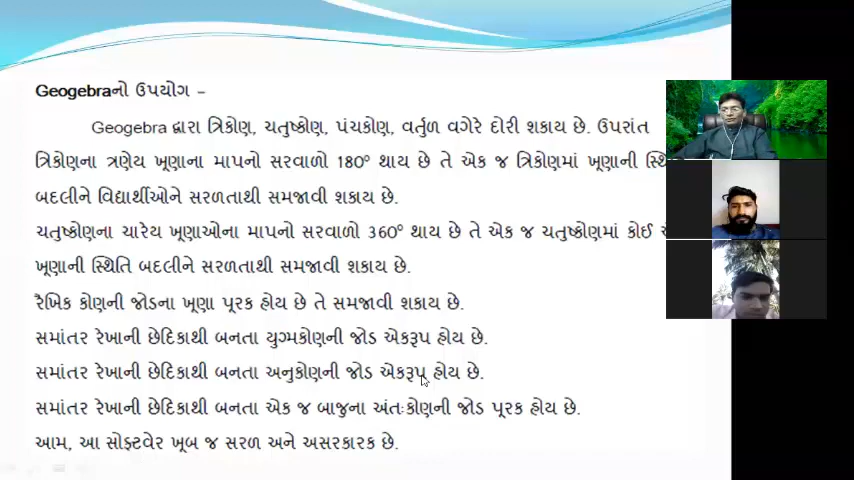 Geogebraનો ઉપયોગ –
Geogebra દ્વારા ત્રિકોણ, ચતુષ્કોણ, પંચકોણ, વર્તુળ વગેરે દોરી શકાય છે. ઉપરાંત
ત્રિકોણના ત્રણેય ખૂણાના માપનો સરવાળો 180° થાય છે તે એક જ ત્રિકોણમાં ખૂણાની
બદલીને વિદ્યાર્થીઓને સરળતાથી સમજાવી શકાય છે.
ચતુષ્કોણના ચારેય ખૂણાઓના માપનો સરવાળો 360° થાય છે તે એક જ ચતુષ્કોણમાં કોઈ
ખૂણાની સ્થિતિ બદલીને સરળતાથી સમજાવી શકાય છે.
રૈખિક કોણની જોડના ખૂણા પૂરક હોય છે તે સમજાવી શકાય છે.
સમાંતર રેખાની છેદિકાથી બનતા યુગ્મકોણની જોડ એકરૂપ હોય છે.
સમાંતર રેખાની છેદિકાથી બનતા અનુકોણની જોડ એકરૂપ હોય છે.
સમાંતર રેખાની છેદિકાથી બનતા એક જ બાજુના અંતઃકોણની જોડ પૂરક હોય છે.
આમ, આ સોફ્ટવેર ખૂબ જ સરળ અને અસરકારક છે.